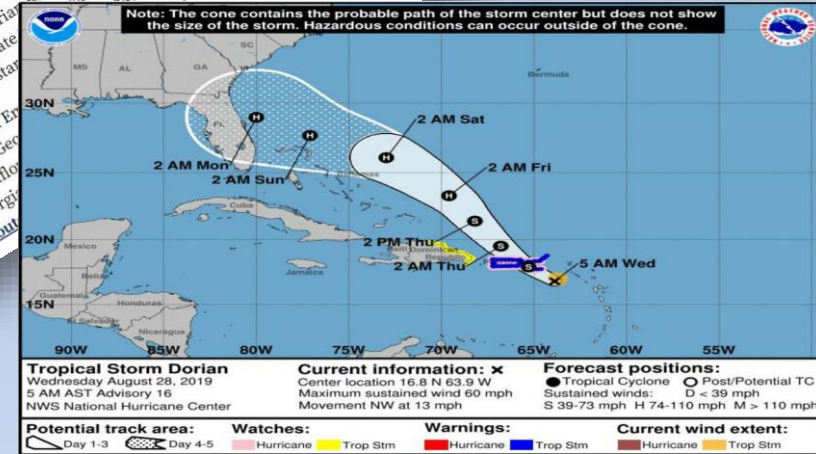 Note: The cone contains the probable path of the storm center but does not show
the size of the storm. Hazardous conditions can occur outside of the cone.
NOAA
MS
AL
GA
SC
FL
Bermuda
30N
25N
20N
15N
2 AM Sat
2 AM Mon
2 AM Sun
2 AM Fri
2 PM Thu
2 AM Thu
5 AM Wed
H
H
H
H
S
S
S
Cuba
Mexico
Jamaica
Dominican
Republic
Guatemala
Honduras
El Salvador
Nicaragua
90W
85W
80W
75W
70W
65W
60W
55W
Tropical Storm Dorian
Wednesday August 28, 2019
5 AM AST Advisory 16
NWS National Hurricane Center
Current information: ×
Center location 16.8 N 63.9 W
Maximum sustained wind 60 mph
Movement NW at 13 mph
Forecast positions:
● Tropical Cyclone ○ Post/Potential TC
Sustained winds: D < 39 mph
S 39-73 mph H 74-110 mph M > 110 mph
Potential track area:
Day 1-3 Day 4-5
Watches:
Hurricane Trop Stm
Warnings:
Hurricane Trop Stm
Current wind extent:
Hurricane Trop Stm